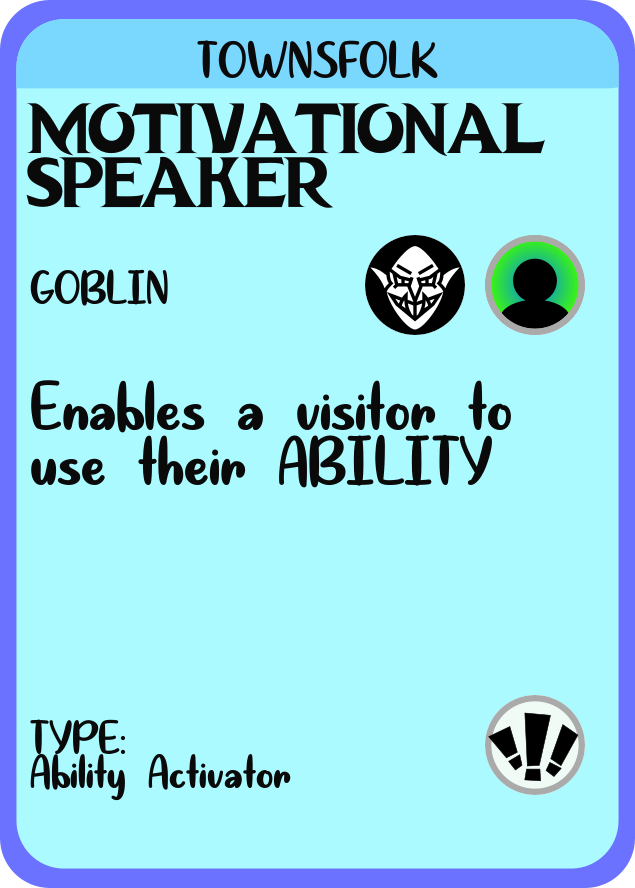 TOWNSFOLK
MOTIVATIONAL
SPEAKER
GOBLIN
Enables a visitor to
use their ABILITY
TYPE:
Ability Activator
!!!